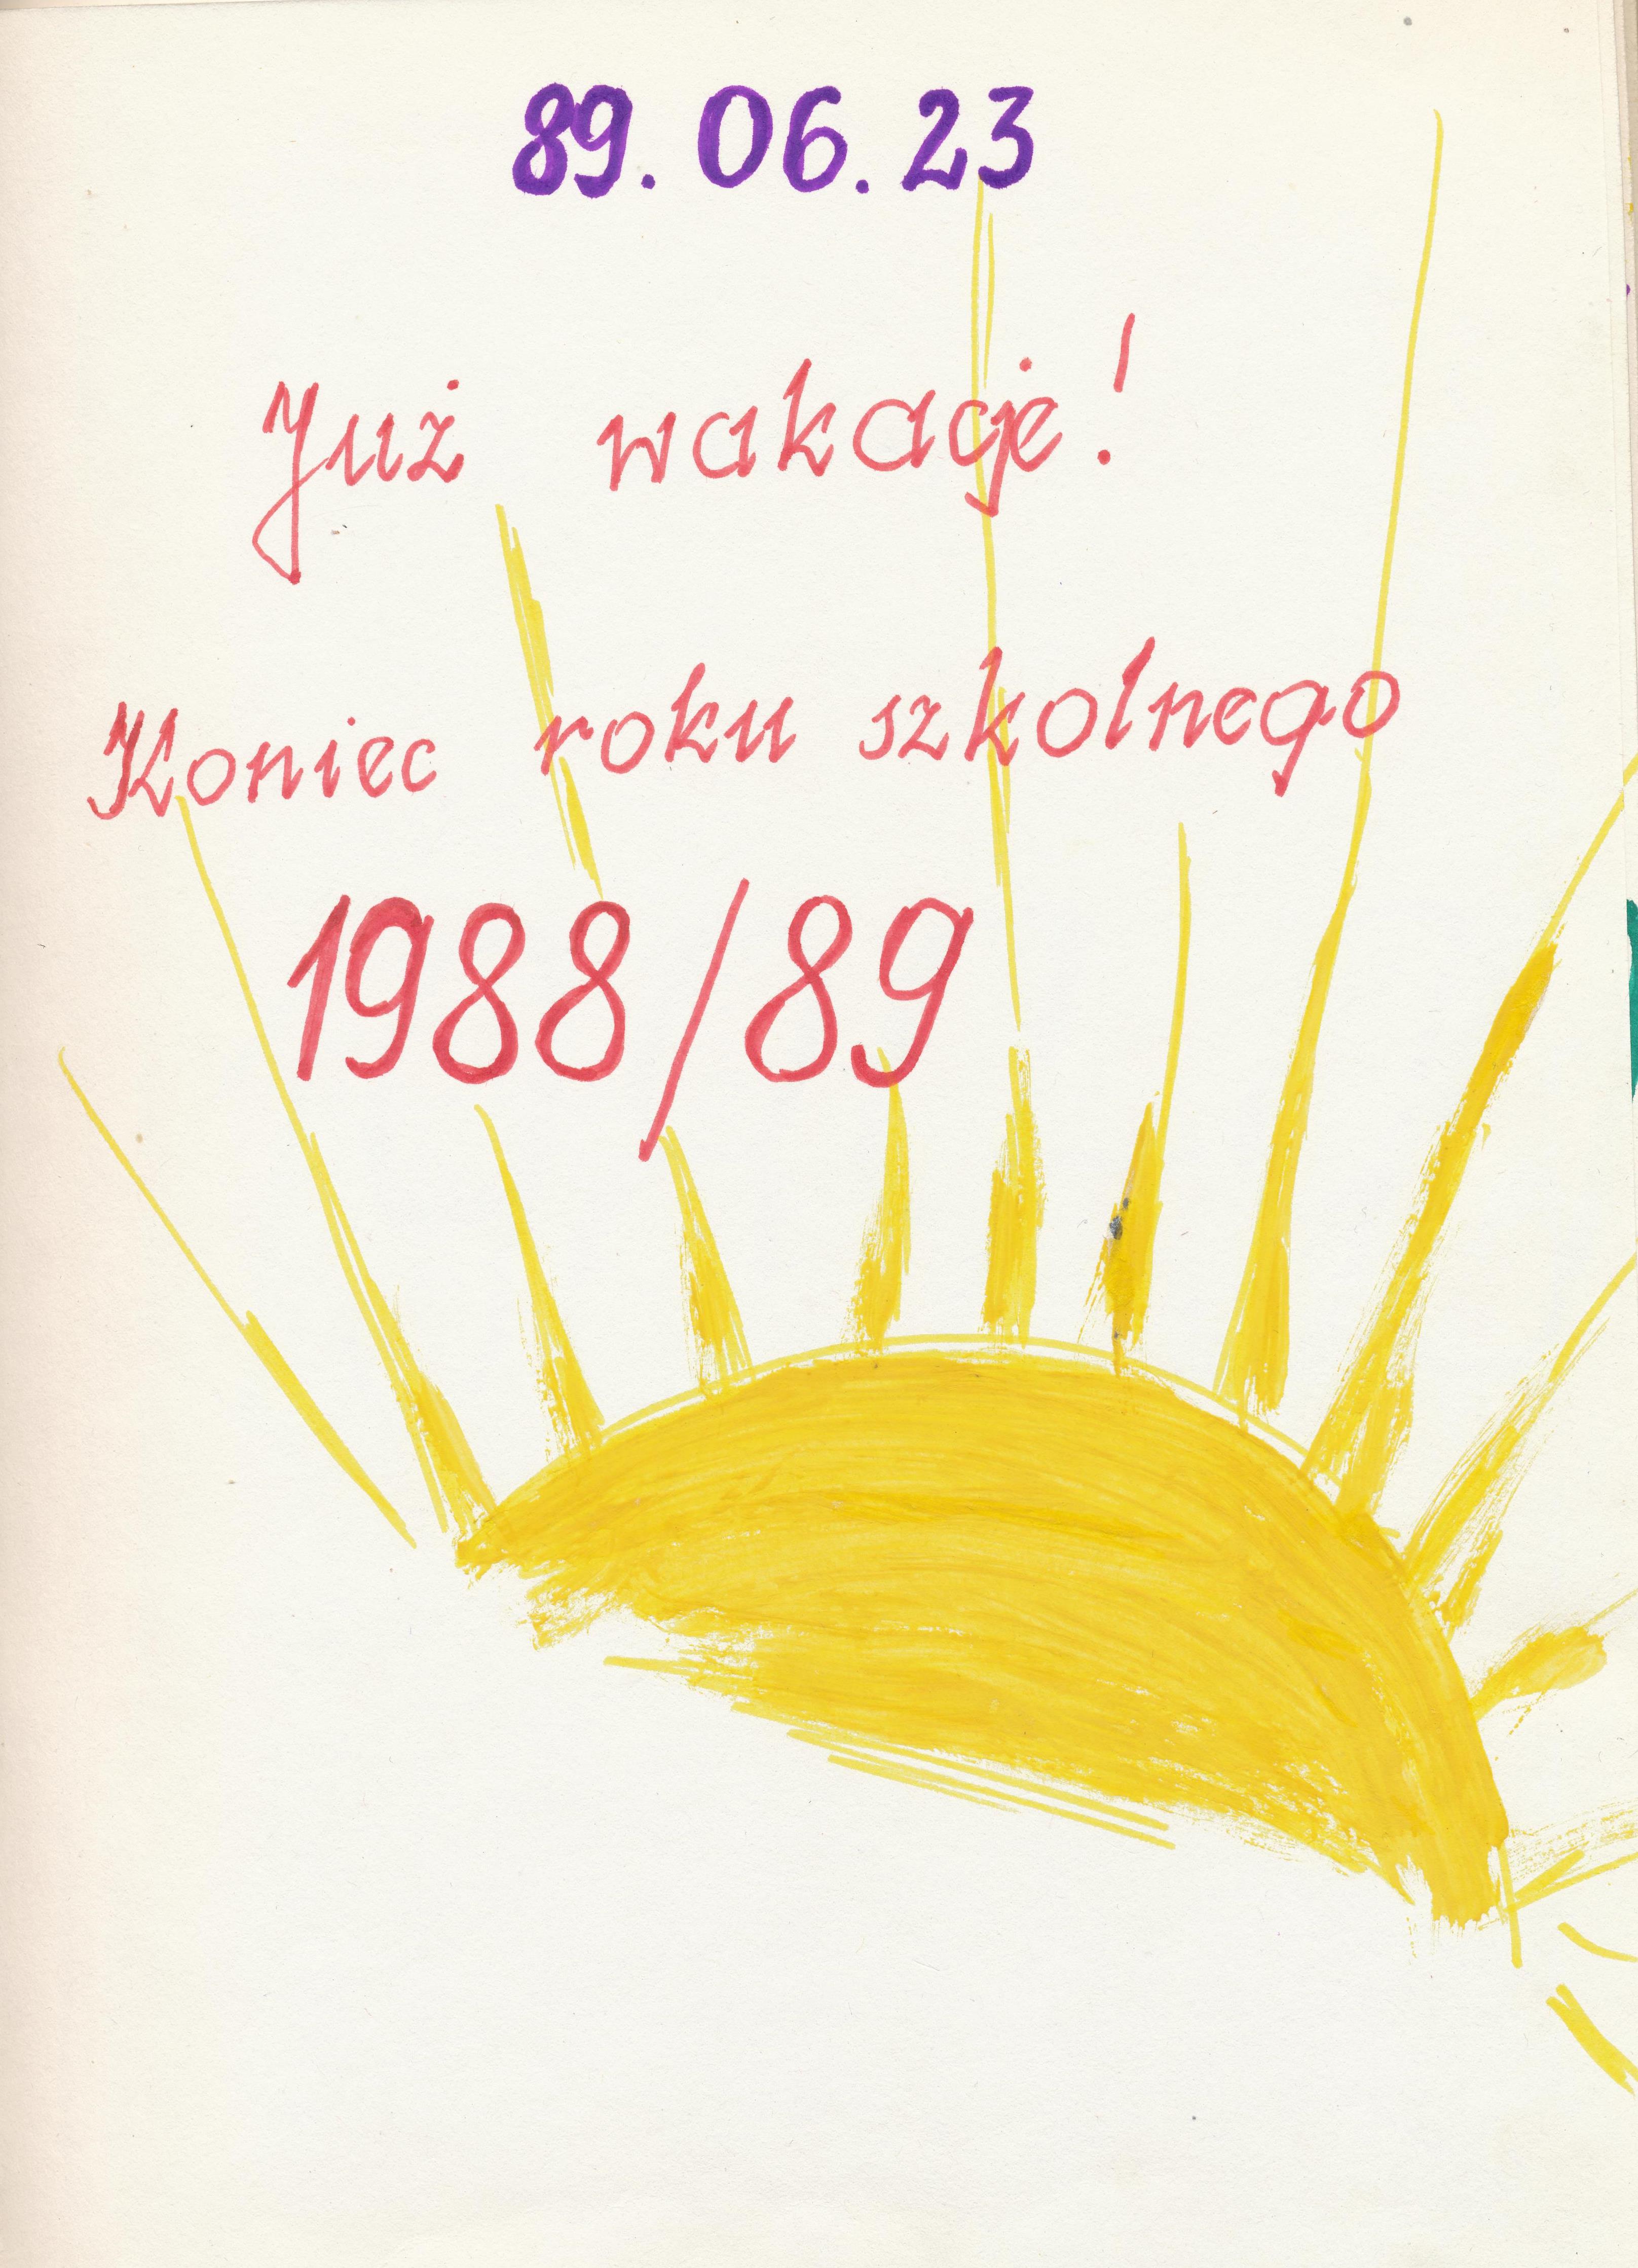 89.06.23
Już wakacje!
Koniec roku szkolnego
1988/89